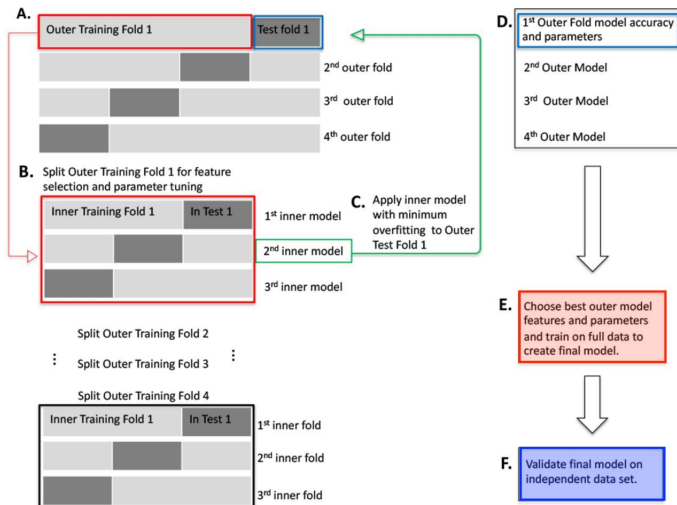 A.
Outer Training Fold 1
Test fold 1
2nd outer fold
3rd outer fold
4th outer fold
B.
Split Outer Training Fold 1 for feature
selection and parameter tuning
Inner Training Fold 1
In Test 1
1st inner model
2nd inner model
3rd inner model
C.
Apply inner model
with minimum
overfitting to Outer
Test Fold 1
Split Outer Training Fold 2
⋮
⋮
Split Outer Training Fold 3
Split Outer Training Fold 4
Inner Training Fold 1
In Test 1
1st inner fold
2nd inner fold
3rd inner fold
D.
1st Outer Fold model accuracy
and parameters
2nd Outer Model
3rd Outer Model
4th Outer Model
E.
Choose best outer model
features and parameters
and train on full data to
create final model.
F.
Validate final model on
independent data set.